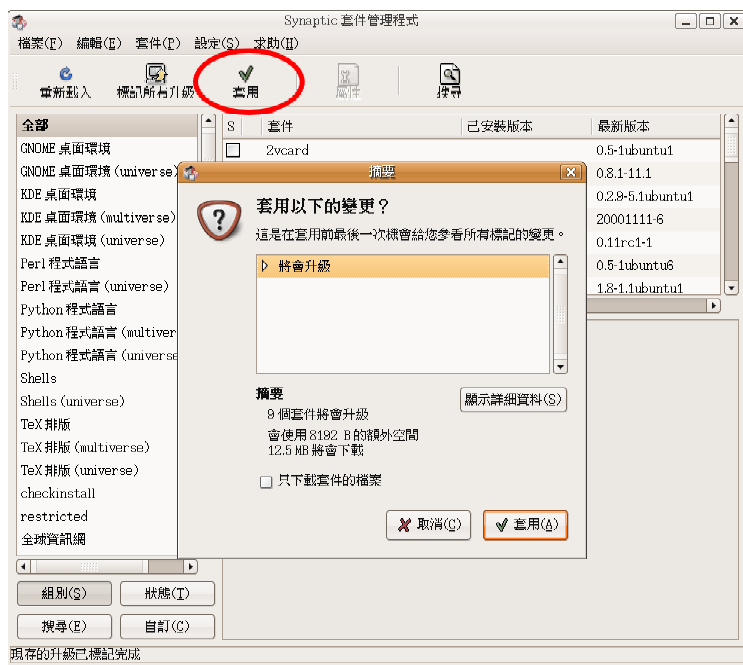 Synaptic 套件管理程式
檔案(F) 編輯(E) 套件(P) 設定(S) 求助(H)
重新載入 標記所有升級 套用 屬性 搜尋
全部
GNOME 桌面環境
GNOME 桌面環境 (universe)
KDE 桌面環境
KDE 桌面環境 (multiverse)
KDE 桌面環境 (universe)
Perl 程式語言
Perl 程式語言 (universe)
Python 程式語言
Python 程式語言 (multiver
Python 程式語言 (universe
Shells
Shells (universe)
TeX 排版
TeX 排版 (multiverse)
TeX 排版 (universe)
checkinstall
restricted
全球資訊網
S 套件 已安裝版本 最新版本
2vcard 0.5-1ubuntu1
0.8.1-11.1
0.2.9-5.1ubuntu1
20001111-6
0.11rc1-1
0.5-1ubuntu6
1.8-1.1ubuntu1
摘要
套用以下的變更？
這是在套用前最後一次機會給您參看所有標記的變更。
將會升級
摘要
顯示詳細資料(S)
9 個套件將會升級
會使用 8192 B 的額外空間
12.5 MB 將會下載
只下載套件的檔案
取消(C) 套用(A)
組別(S) 狀態(T)
搜尋(E) 自訂(C)
現存的升級已標記完成